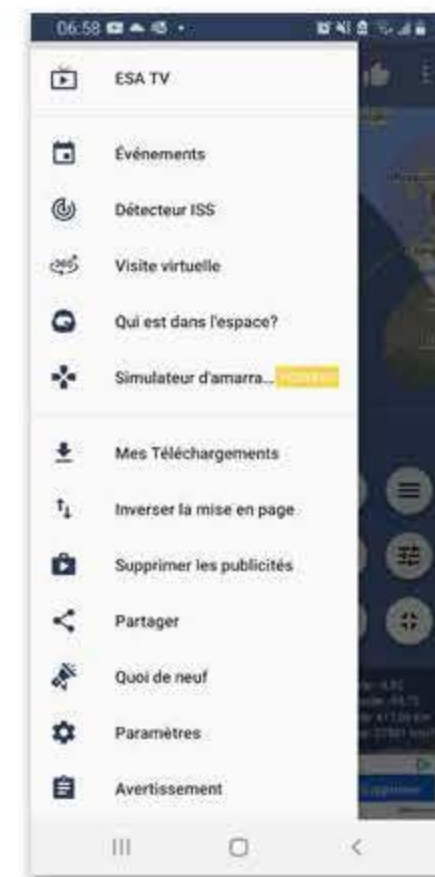 06:58
ESA TV
Événements
Détecteur ISS
Visite virtuelle
Qui est dans l'espace?
Simulateur d'amarra...
Mes Téléchargements
Inverser la mise en page
Supprimer les publicités
Partager
Quoi de neuf
Paramètres
Avertissement